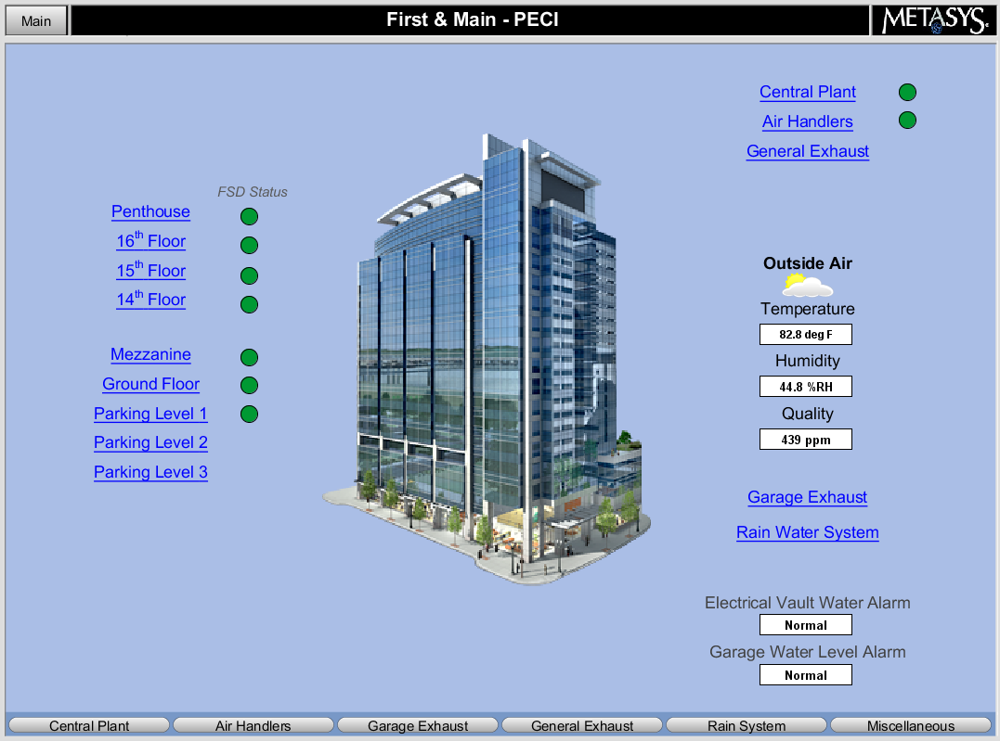 Main
First & Main - PECI
METASYS
Central Plant
Air Handlers
General Exhaust
FSD Status
Penthouse
16th Floor
15th Floor
14th Floor
Mezzanine
Ground Floor
Parking Level 1
Parking Level 2
Parking Level 3
Outside Air
Temperature
82.8 deg F
Humidity
44.8 %RH
Quality
439 ppm
Garage Exhaust
Rain Water System
Electrical Vault Water Alarm
Normal
Garage Water Level Alarm
Normal
Central Plant
Air Handlers
Garage Exhaust
General Exhaust
Rain System
Miscellaneous